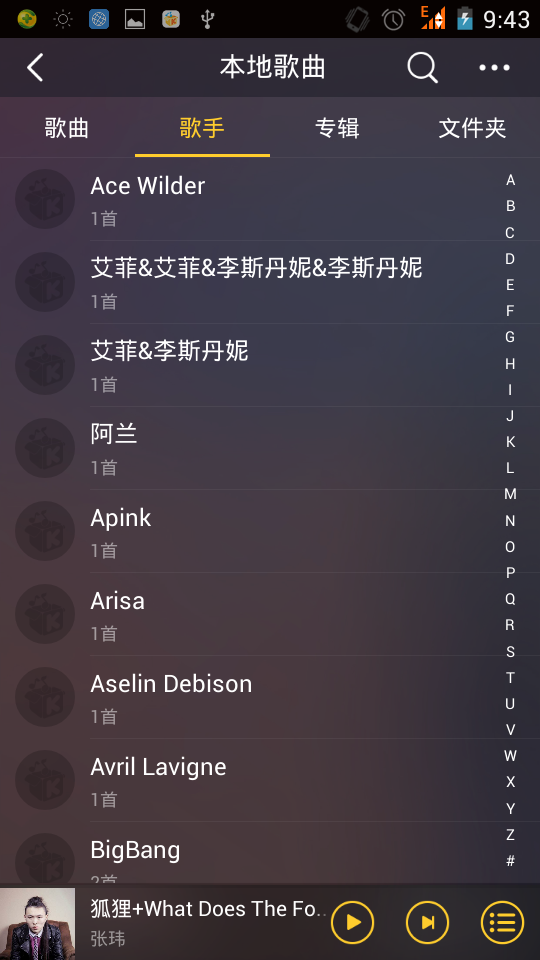 E
9:43
本地歌曲
歌曲 歌手 专辑 文件夹
Ace Wilder
1首
艾菲&艾菲&李斯丹妮&李斯丹妮
1首
艾菲&李斯丹妮
1首
阿兰
1首
Apink
1首
Arisa
1首
Aselin Debison
1首
Avril Lavigne
1首
BigBang
2首
A
B
C
D
E
F
G
H
I
J
K
L
M
N
O
P
Q
R
S
T
U
V
W
X
Y
Z
#
狐狸+What Does The Fo..
张玮